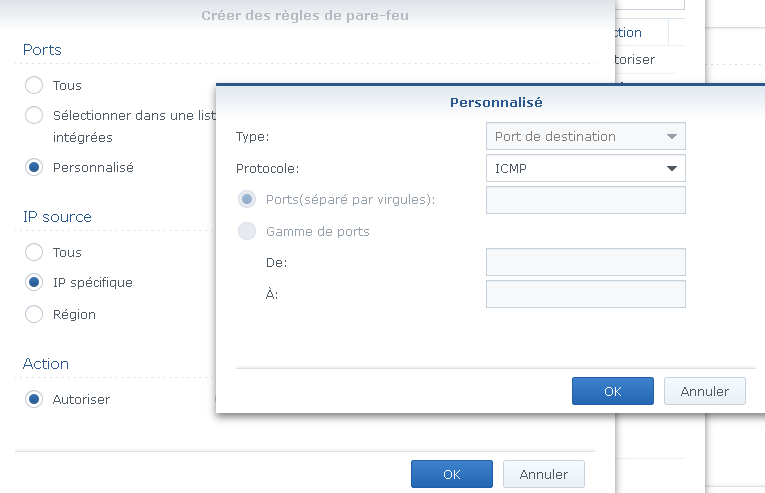 Créer des règles de pare-feu
Ports
Tous
Sélectionner dans une list
intégrées
Personnalisé
IP source
Tous
IP spécifique
Région
Action
Autoriser
OK
Annuler
Personnalisé
Type:
Port de destination
Protocole:
ICMP
Ports(séparé par virgules):
Gamme de ports
De:
À:
OK
Annuler
ction
toriser